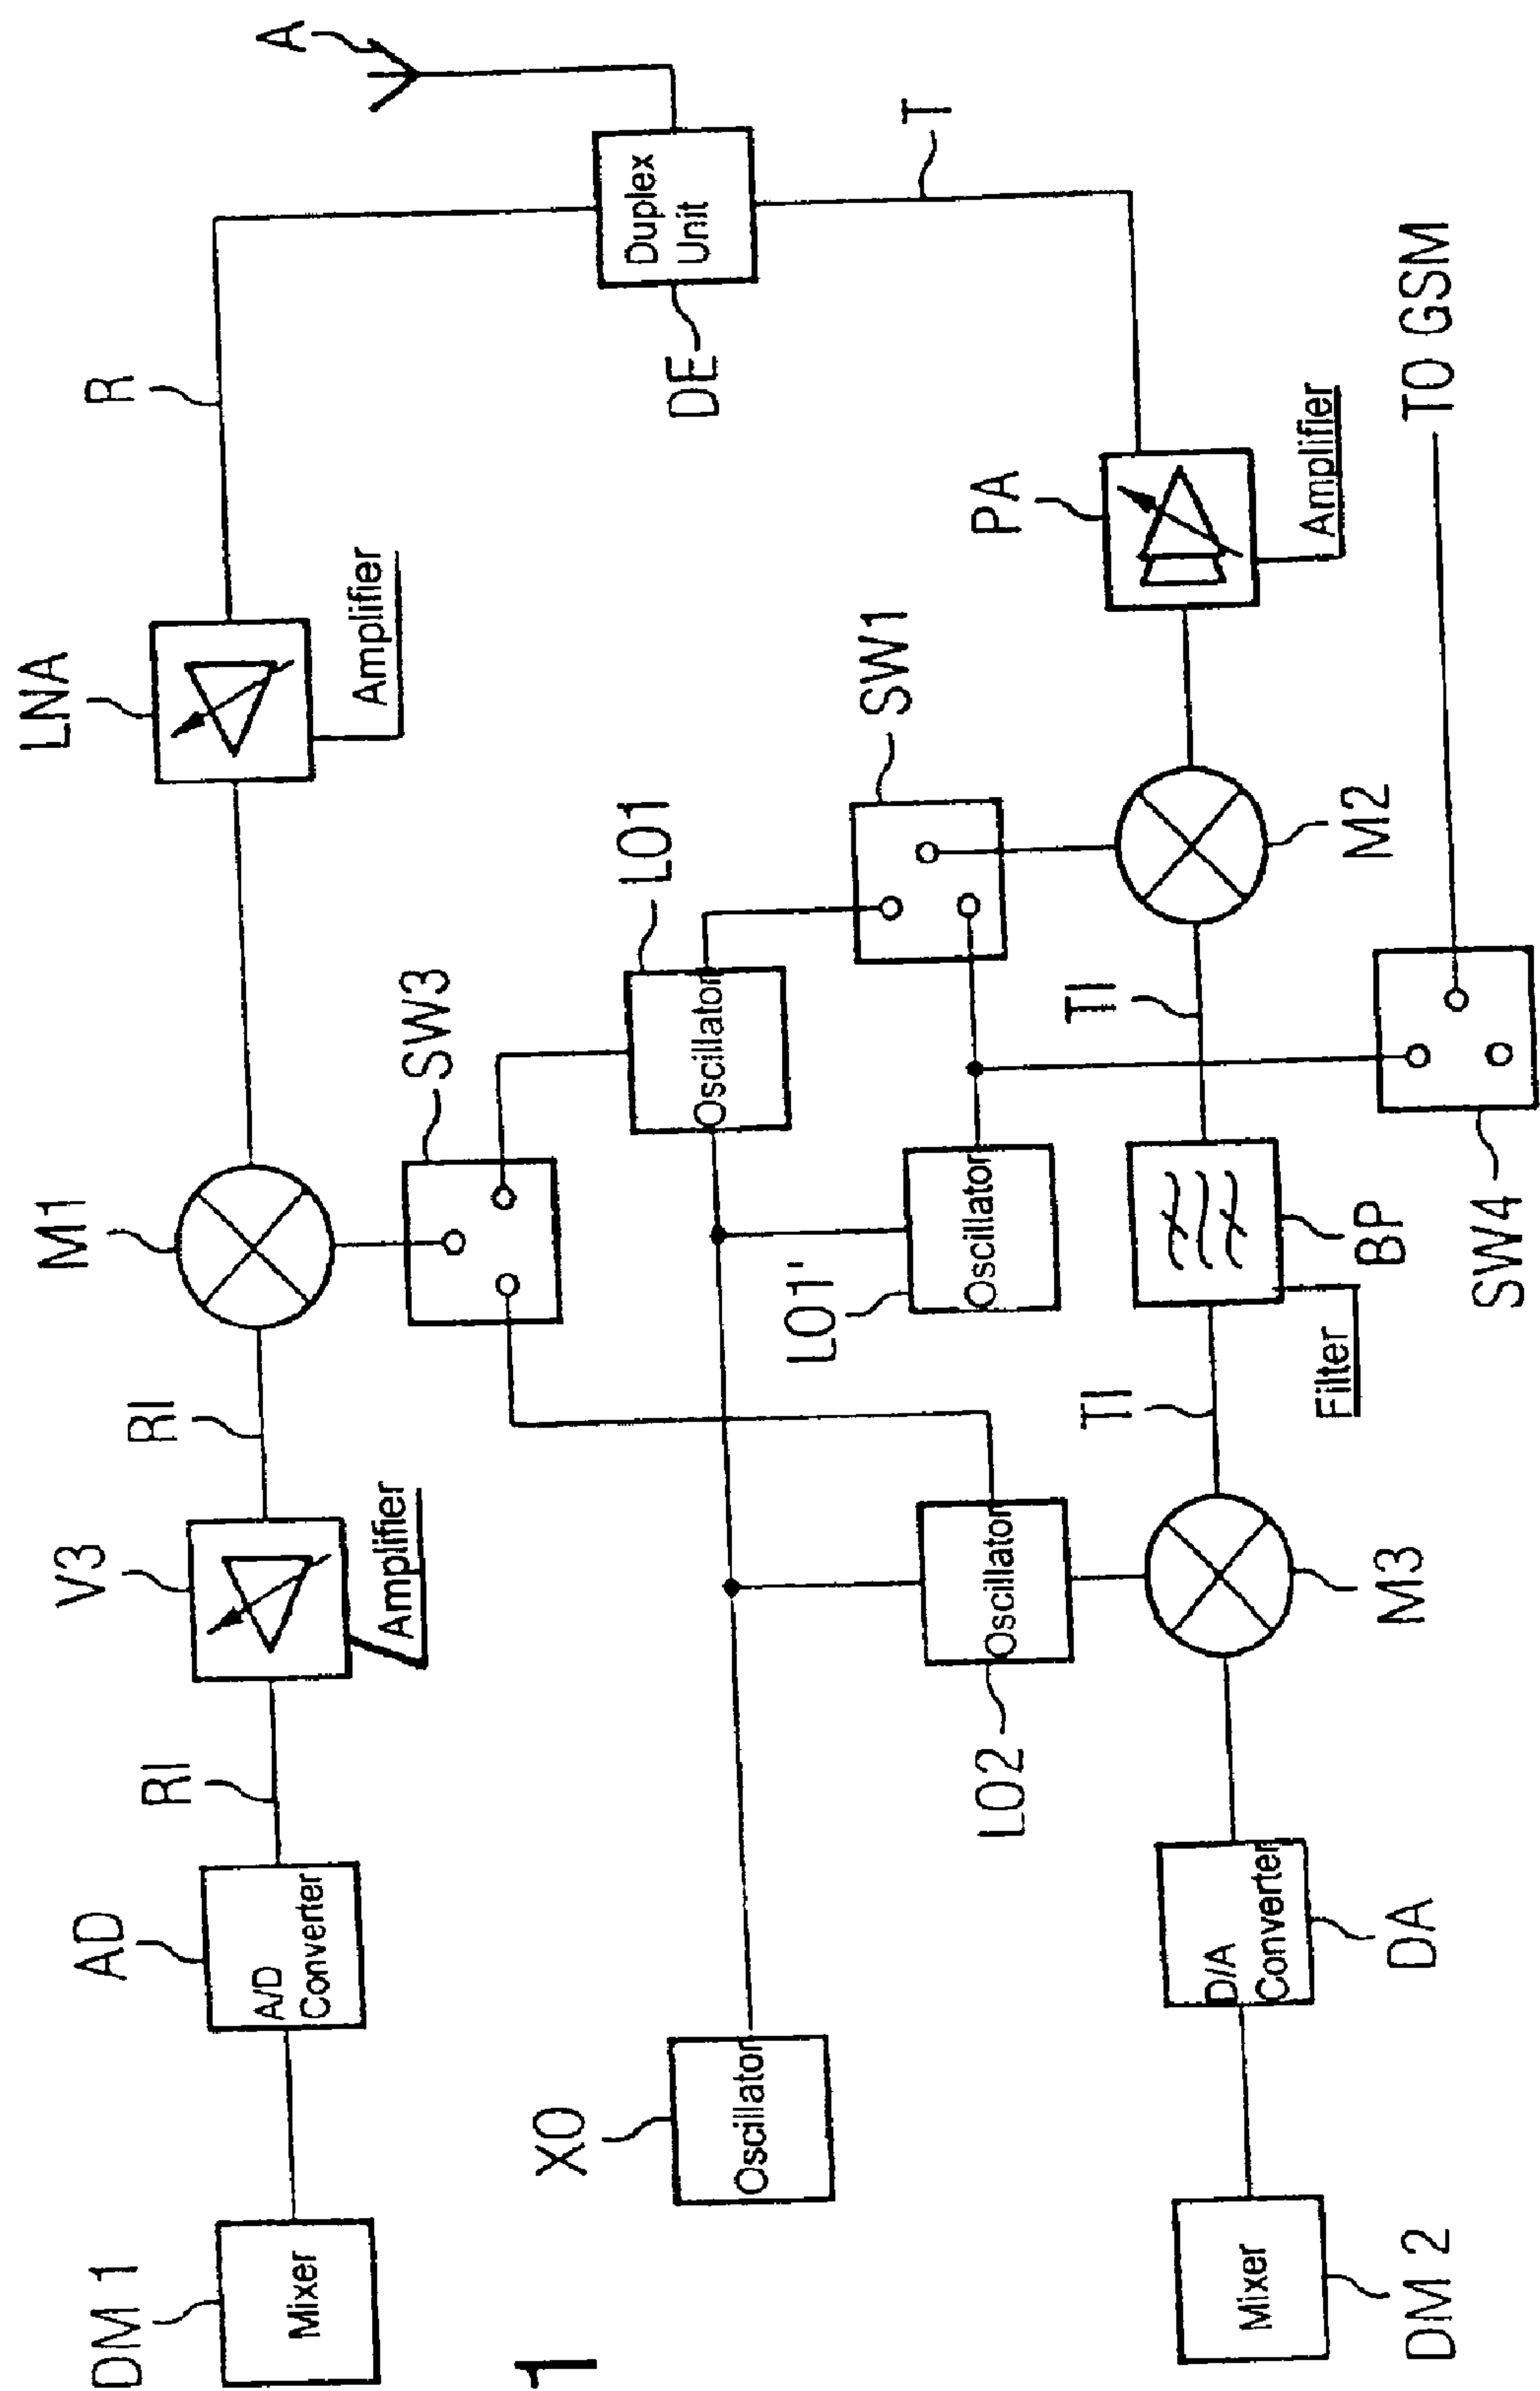 A
Duplex
Unit
DE
T
R
LNA
Amplifier
M1
RI
V3
Amplifier
RI
AD
A/D
Converter
DM 1
Mixer
SW3
LO1
Oscillator
SW1
LO1'
Oscillator
LO2
Oscillator
XO
Oscillator
PA
Amplifier
M2
TI
BP
Filter
TI
M3
SW4
TO GSM
DA
D/A
Converter
DM 2
Mixer
1